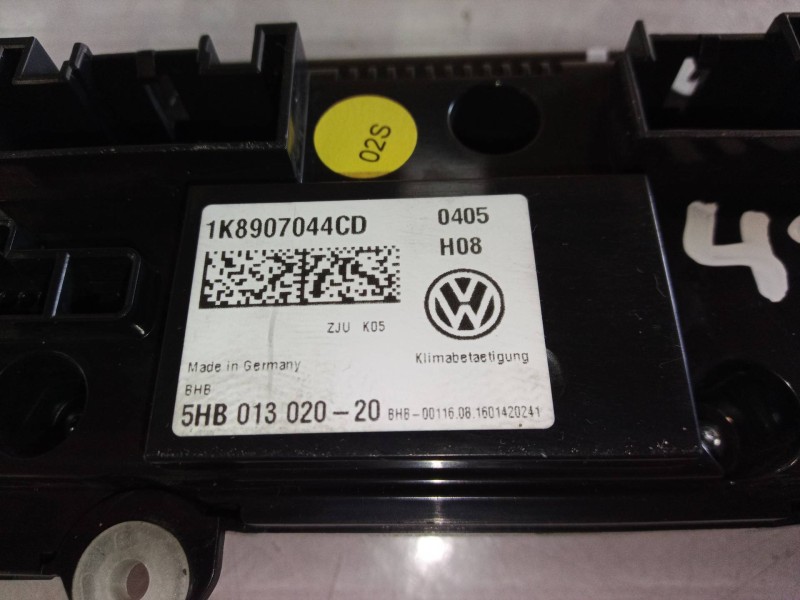 02S
1K8907044CD 0405
H08
ZJU K05
Klimabetaetigung
Made in Germany
BHB
5HB 013 020-20 BHB-00116.08.1601420241